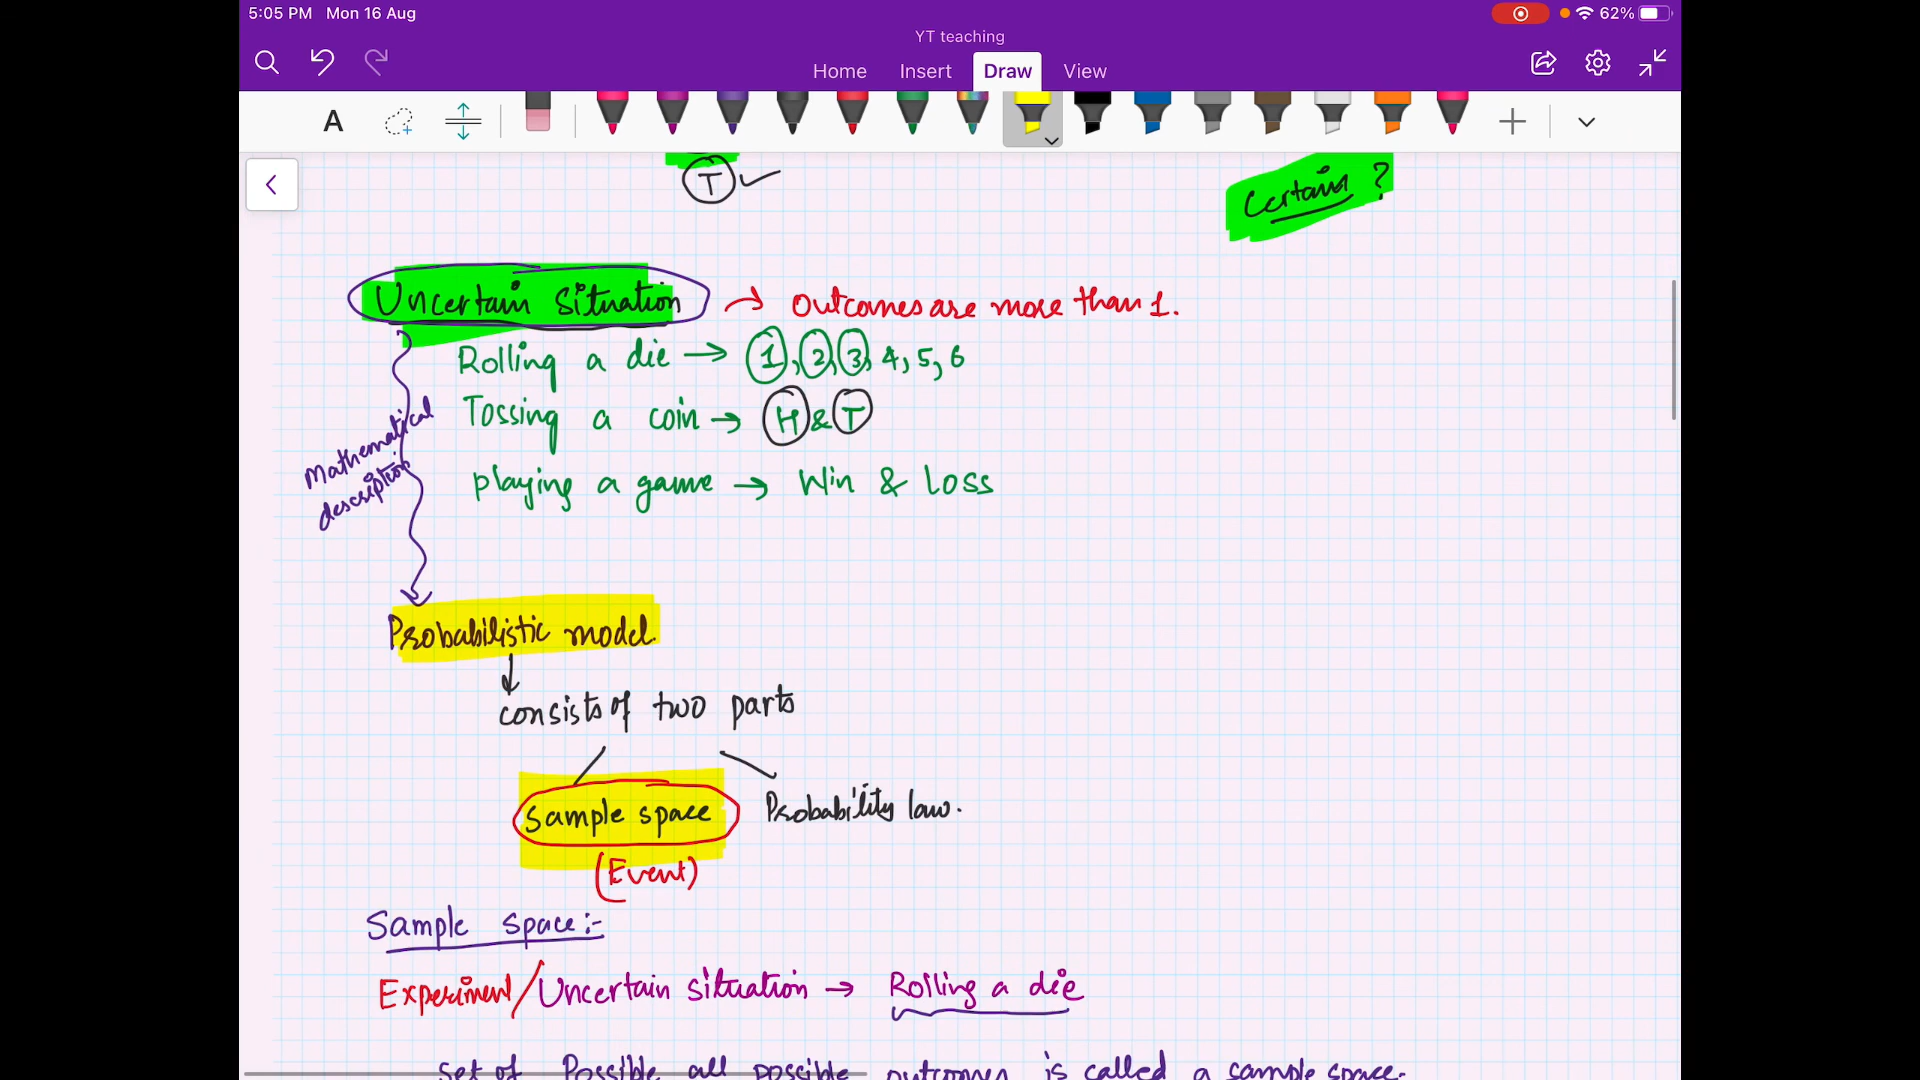 5:05 PM Mon 16 Aug
62%
YT teaching
Home Insert Draw View
A
T
Certain ?
Uncertain Situation → Outcomes are more than 1.
Rolling a die → 1, 2, 3, 4, 5, 6
Tossing a coin → H & T
Mathematical
description
playing a game → Win & Loss
Probabilistic model.
consists of two parts
Sample space Probability law.
(Event)
Sample space :-
Experiment/Uncertain situation → Rolling a die
set of Possible all possible outcomes is called a sample space.